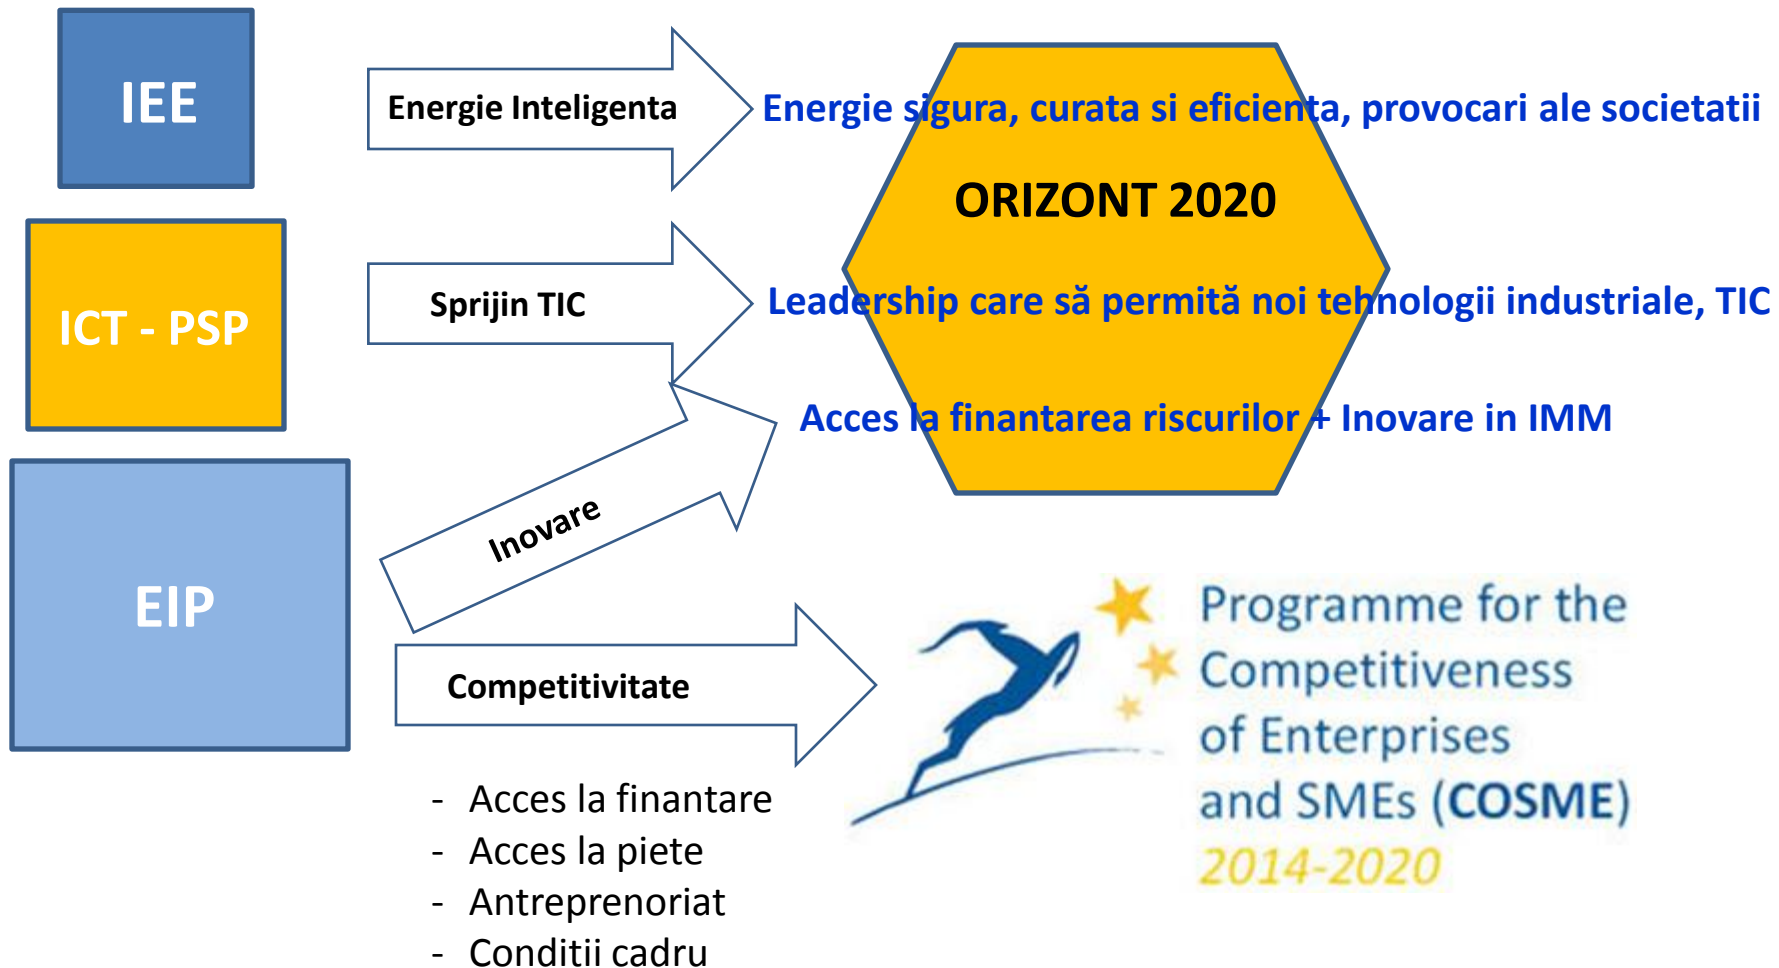 IEE
Energie Inteligenta
Energie sigura, curata si eficienta, provocari ale societatii
ORIZONT 2020
ICT - PSP
Sprijin TIC
Leadership care să permită noi tehnologii industriale, TIC
Acces la finantarea riscurilor + Inovare in IMM
Inovare
EIP
Competitivitate
Programme for the
Competitiveness
of Enterprises
and SMEs (COSME)
2014-2020
- Acces la finantare
- Acces la piete
- Antreprenoriat
- Conditii cadru